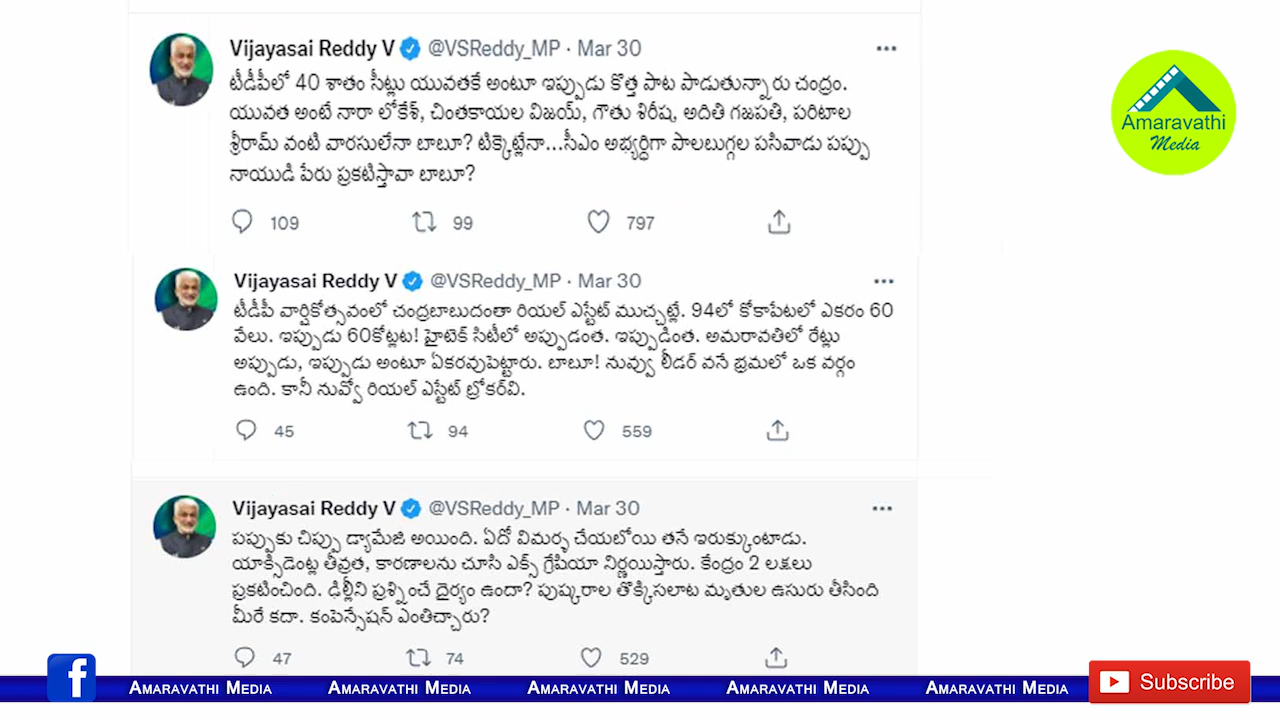 Vijayasai Reddy V @VSReddy_MP · Mar 30
టీడీపీలో 40 శాతం సీట్లు యువతకే అంటూ ఇప్పుడు కొత్త పాట పాడుతున్నారు చంద్రం.
యువత అంటే నారా లోకేశ్, చింతకాయల విజయ్, గౌతు శిరీష, అదితి గజపతి, పరిటాల
శ్రీరామ్ వంటి వారసులేనా బాబూ? టిక్కెట్లేనా...సీఎం అభ్యర్ధిగా పాలబుగ్గల పసివాడు పప్పు
నాయుడి పేరు ప్రకటిస్తావా బాబూ?
109 99 797
Amaravathi
Media
Vijayasai Reddy V @VSReddy_MP · Mar 30
టీడీపీ వార్షికోత్సవంలో చంద్రబాబుదంతా రియల్ ఎస్టేట్ ముచ్చట్లే. 94లో కోకాపేటలో ఎకరం 60
వేలు. ఇప్పుడు 60కోట్లట! హైటెక్ సిటీలో అప్పుడంత. ఇప్పుడింత. అమరావతిలో రేట్లు
అప్పుడు, ఇప్పుడు అంటూ ఏకరవుపెట్టారు. బాబూ! నువ్వు లీడర్ వనే భ్రమలో ఒక వర్గం
ఉంది. కానీ నువ్వో రియల్ ఎస్టేట్ బ్రోకర్‌వి.
45 94 559
Vijayasai Reddy V @VSReddy_MP · Mar 30
పప్పుకు చిప్పు డ్యామేజి అయింది. ఏదో విమర్శ చేయబోయి తనే ఇరుక్కుంటాడు.
యాక్సిడెంట్ల తీవ్రత, కారణాలను చూసి ఎక్స్ గ్రేషియా నిర్ణయిస్తారు. కేంద్రం 2 లక్షలు
ప్రకటించింది. ఢిల్లీని ప్రశ్నించే దైర్యం ఉందా? పుష్కరాల తొక్కిసలాట మృతుల ఉసురు తీసింది
మీరే కదా. కంపెన్సేషన్ ఎంతిచ్చారు?
47 74 529
f Amaravathi Media Amaravathi Media Amaravathi Media Amaravathi Media Amaravathi Media Subscribe